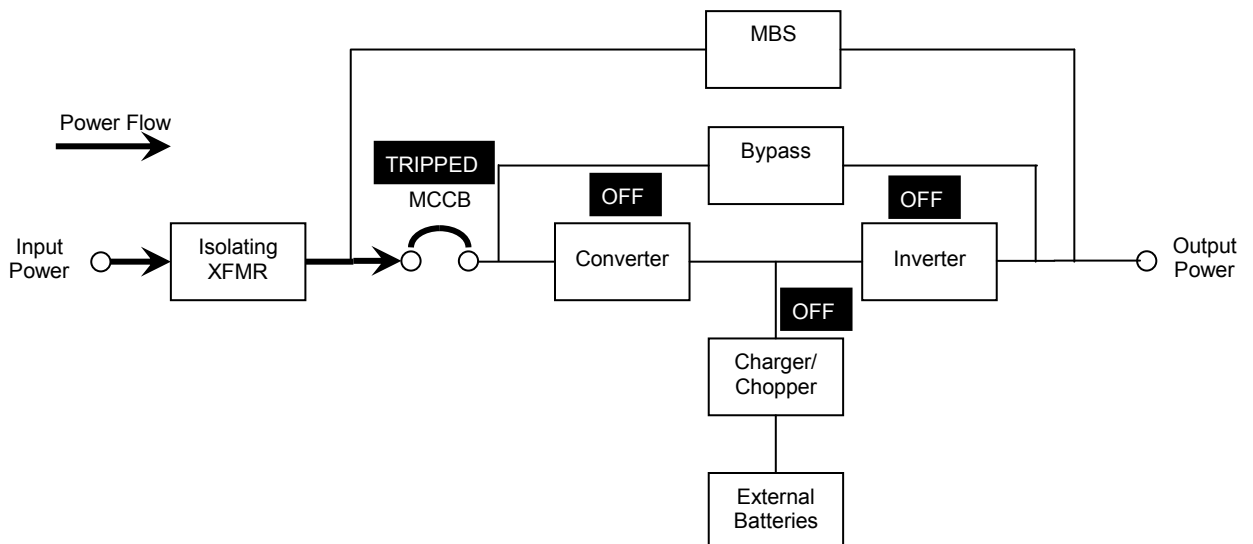 MBS
Power Flow
TRIPPED
MCCB
Bypass
OFF
OFF
Input
Power
Isolating
XFMR
Converter
Inverter
Output
Power
OFF
Charger/
Chopper
External
Batteries